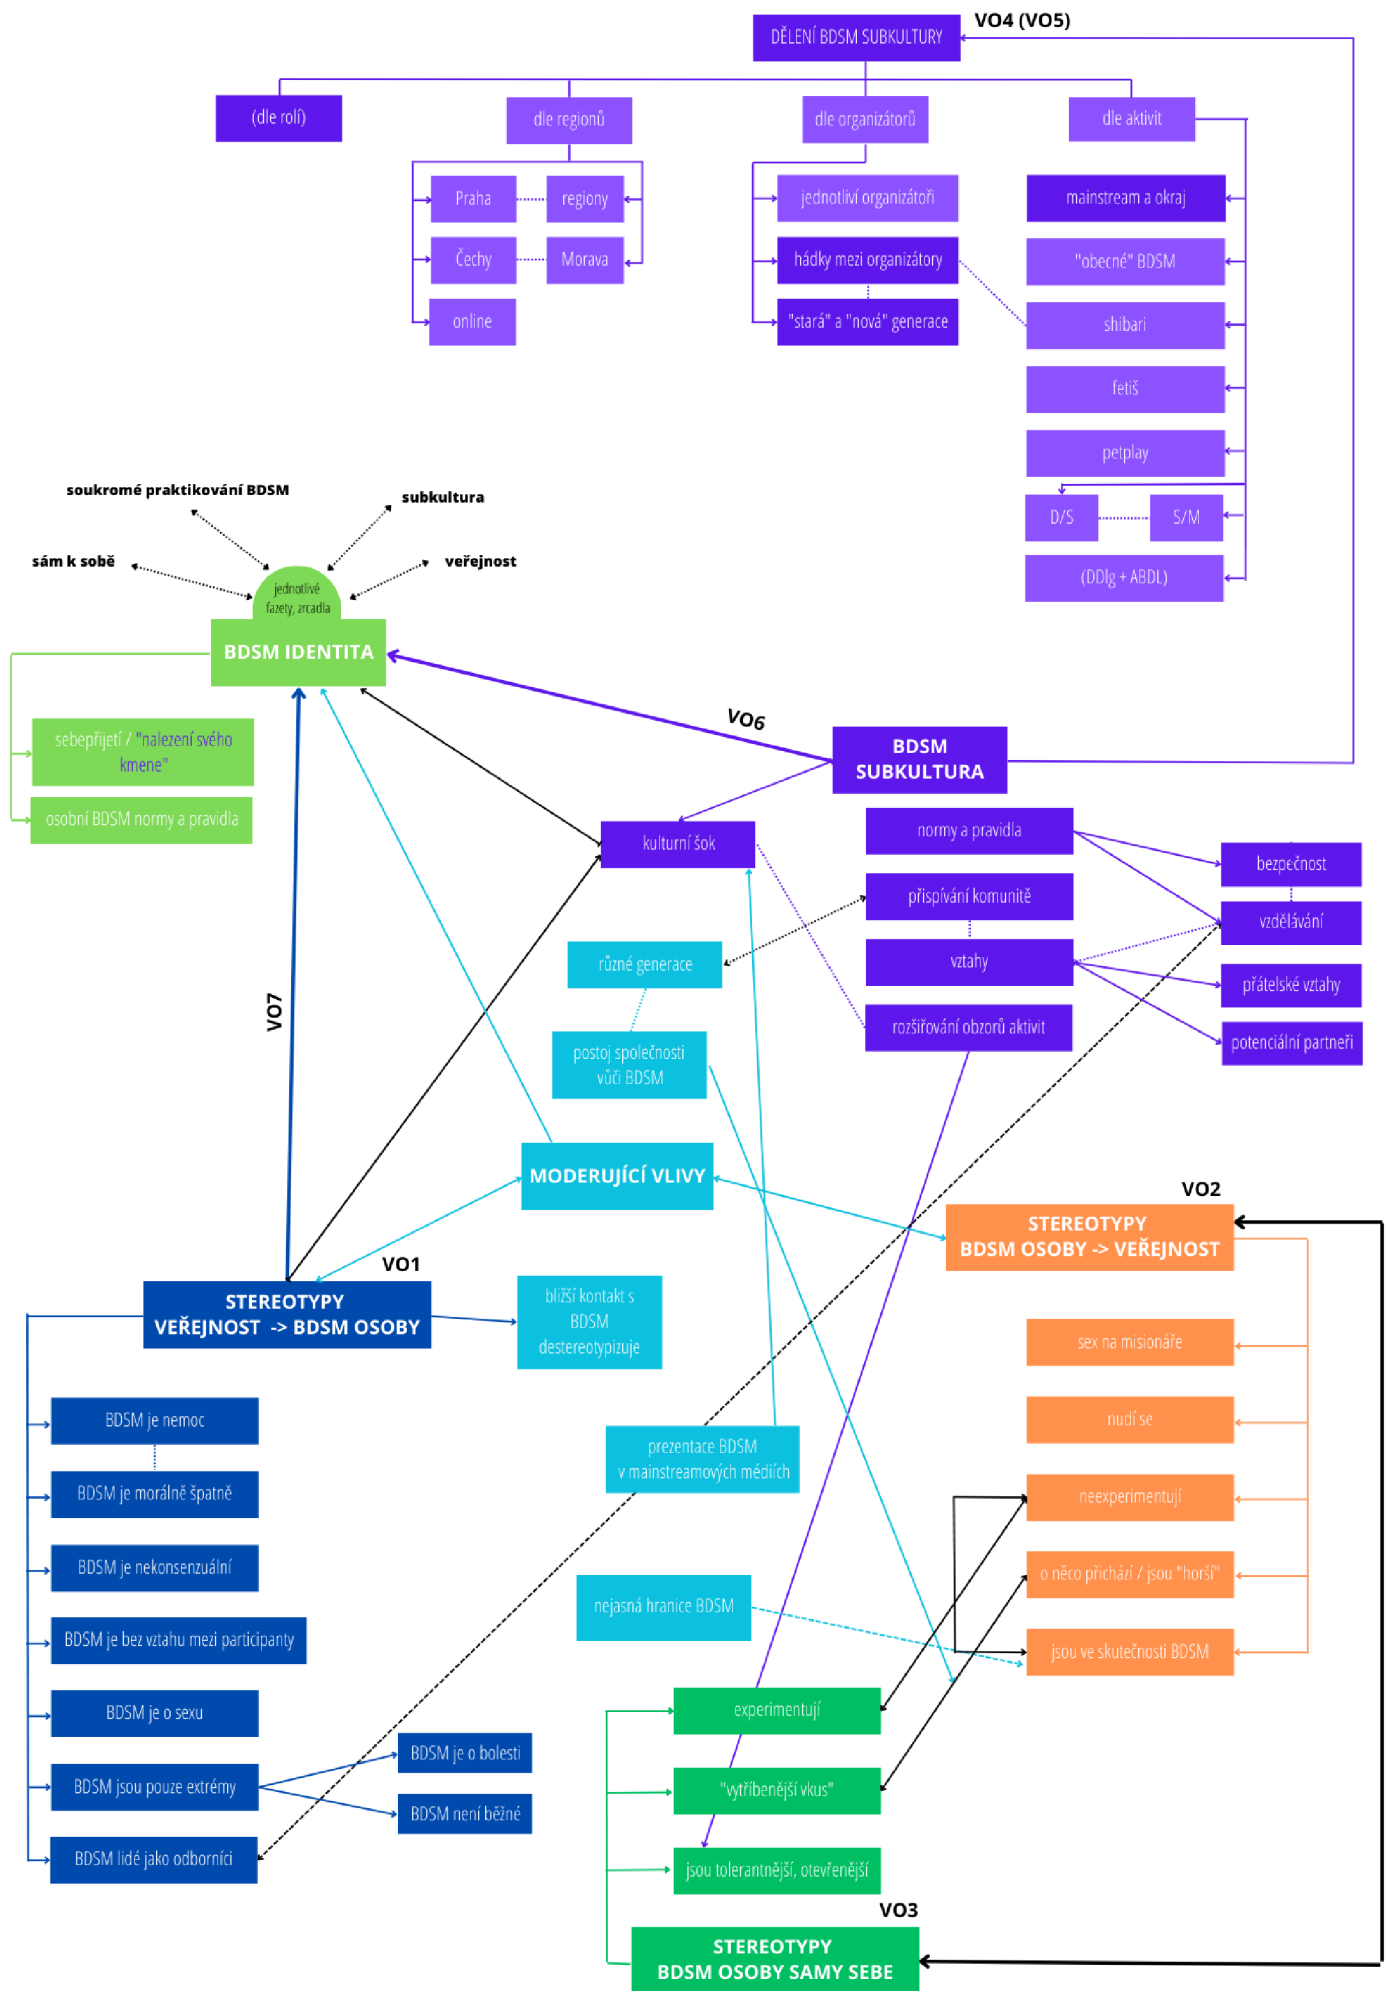 VO4 (VO5)
DĚLENÍ BDSM SUBKULTURY
(dle rolí)
dle regionů
dle organizátorů
dle aktivit
Praha
regiony
Čechy
Morava
online
jednotliví organizátoři
hádky mezi organizátory
"stará" a "nová" generace
mainstream a okraj
"obecné" BDSM
shibari
fetiš
petplay
D/S
S/M
(DDlg + ABDL)
soukromé praktikování BDSM
subkultura
sám k sobě
veřejnost
jednotlivé
fazety, zrcadla
BDSM IDENTITA
sebepřijetí / "nalezení svého
kmene"
osobní BDSM normy a pravidla
VO6
BDSM
SUBKULTURA
kulturní šok
normy a pravidla
přispívání komunitě
vztahy
rozšiřování obzorů aktivit
bezpečnost
vzdělávání
přátelské vztahy
potenciální partneři
různé generace
postoj společnosti
vůči BDSM
VO7
MODERUJÍCÍ VLIVY
VO2
STEREOTYPY
BDSM OSOBY -> VEŘEJNOST
VO1
STEREOTYPY
VEŘEJNOST -> BDSM OSOBY
bližší kontakt s
BDSM
destereotypizuje
sex na misionáře
nudí se
neexperimentují
o něco přichází / jsou "horší"
jsou ve skutečnosti BDSM
BDSM je nemoc
BDSM je morálně špatně
BDSM je nekonsenzuální
BDSM je bez vztahu mezi participanty
BDSM je o sexu
BDSM jsou pouze extrémy
BDSM lidé jako odborníci
BDSM je o bolesti
BDSM není běžné
prezentace BDSM
v mainstreamových médiích
nejasná hranice BDSM
experimentují
"vytříbenější vkus"
jsou tolerantnější, otevřenější
VO3
STEREOTYPY
BDSM OSOBY SAMY SEBE